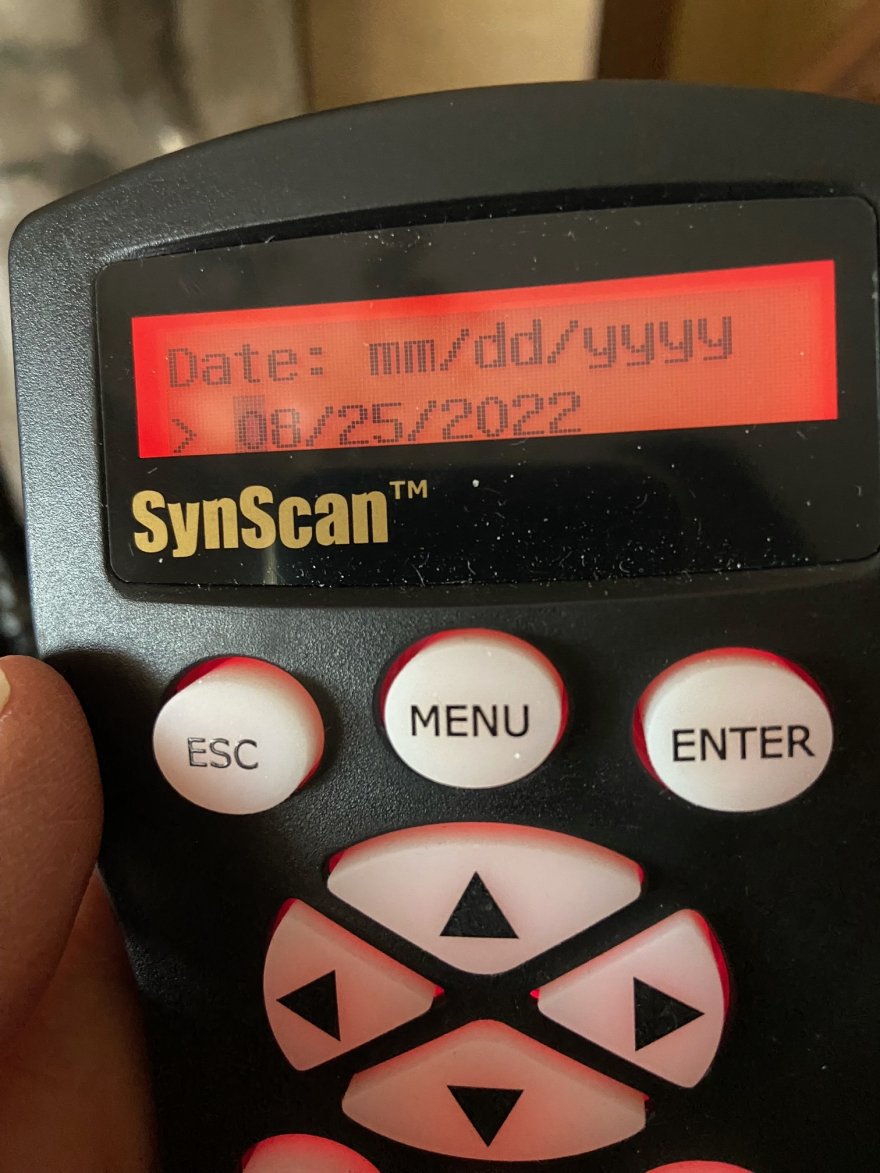 Date: mm/dd/yyyy
> 08/25/2022
SynScan™
ESC
MENU
ENTER